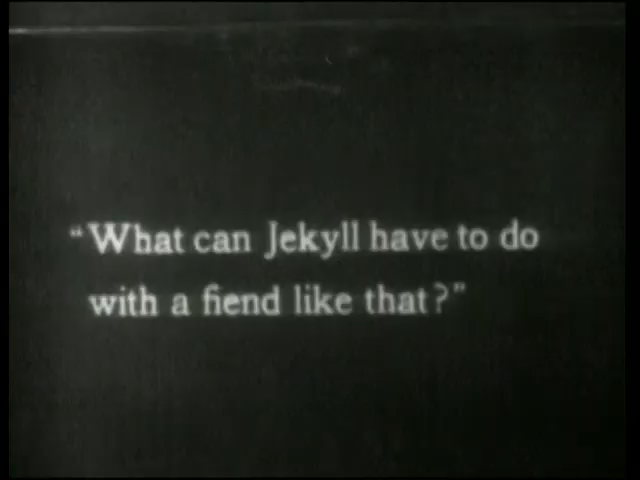 “What can Jekyll have to do
with a fiend like that?”